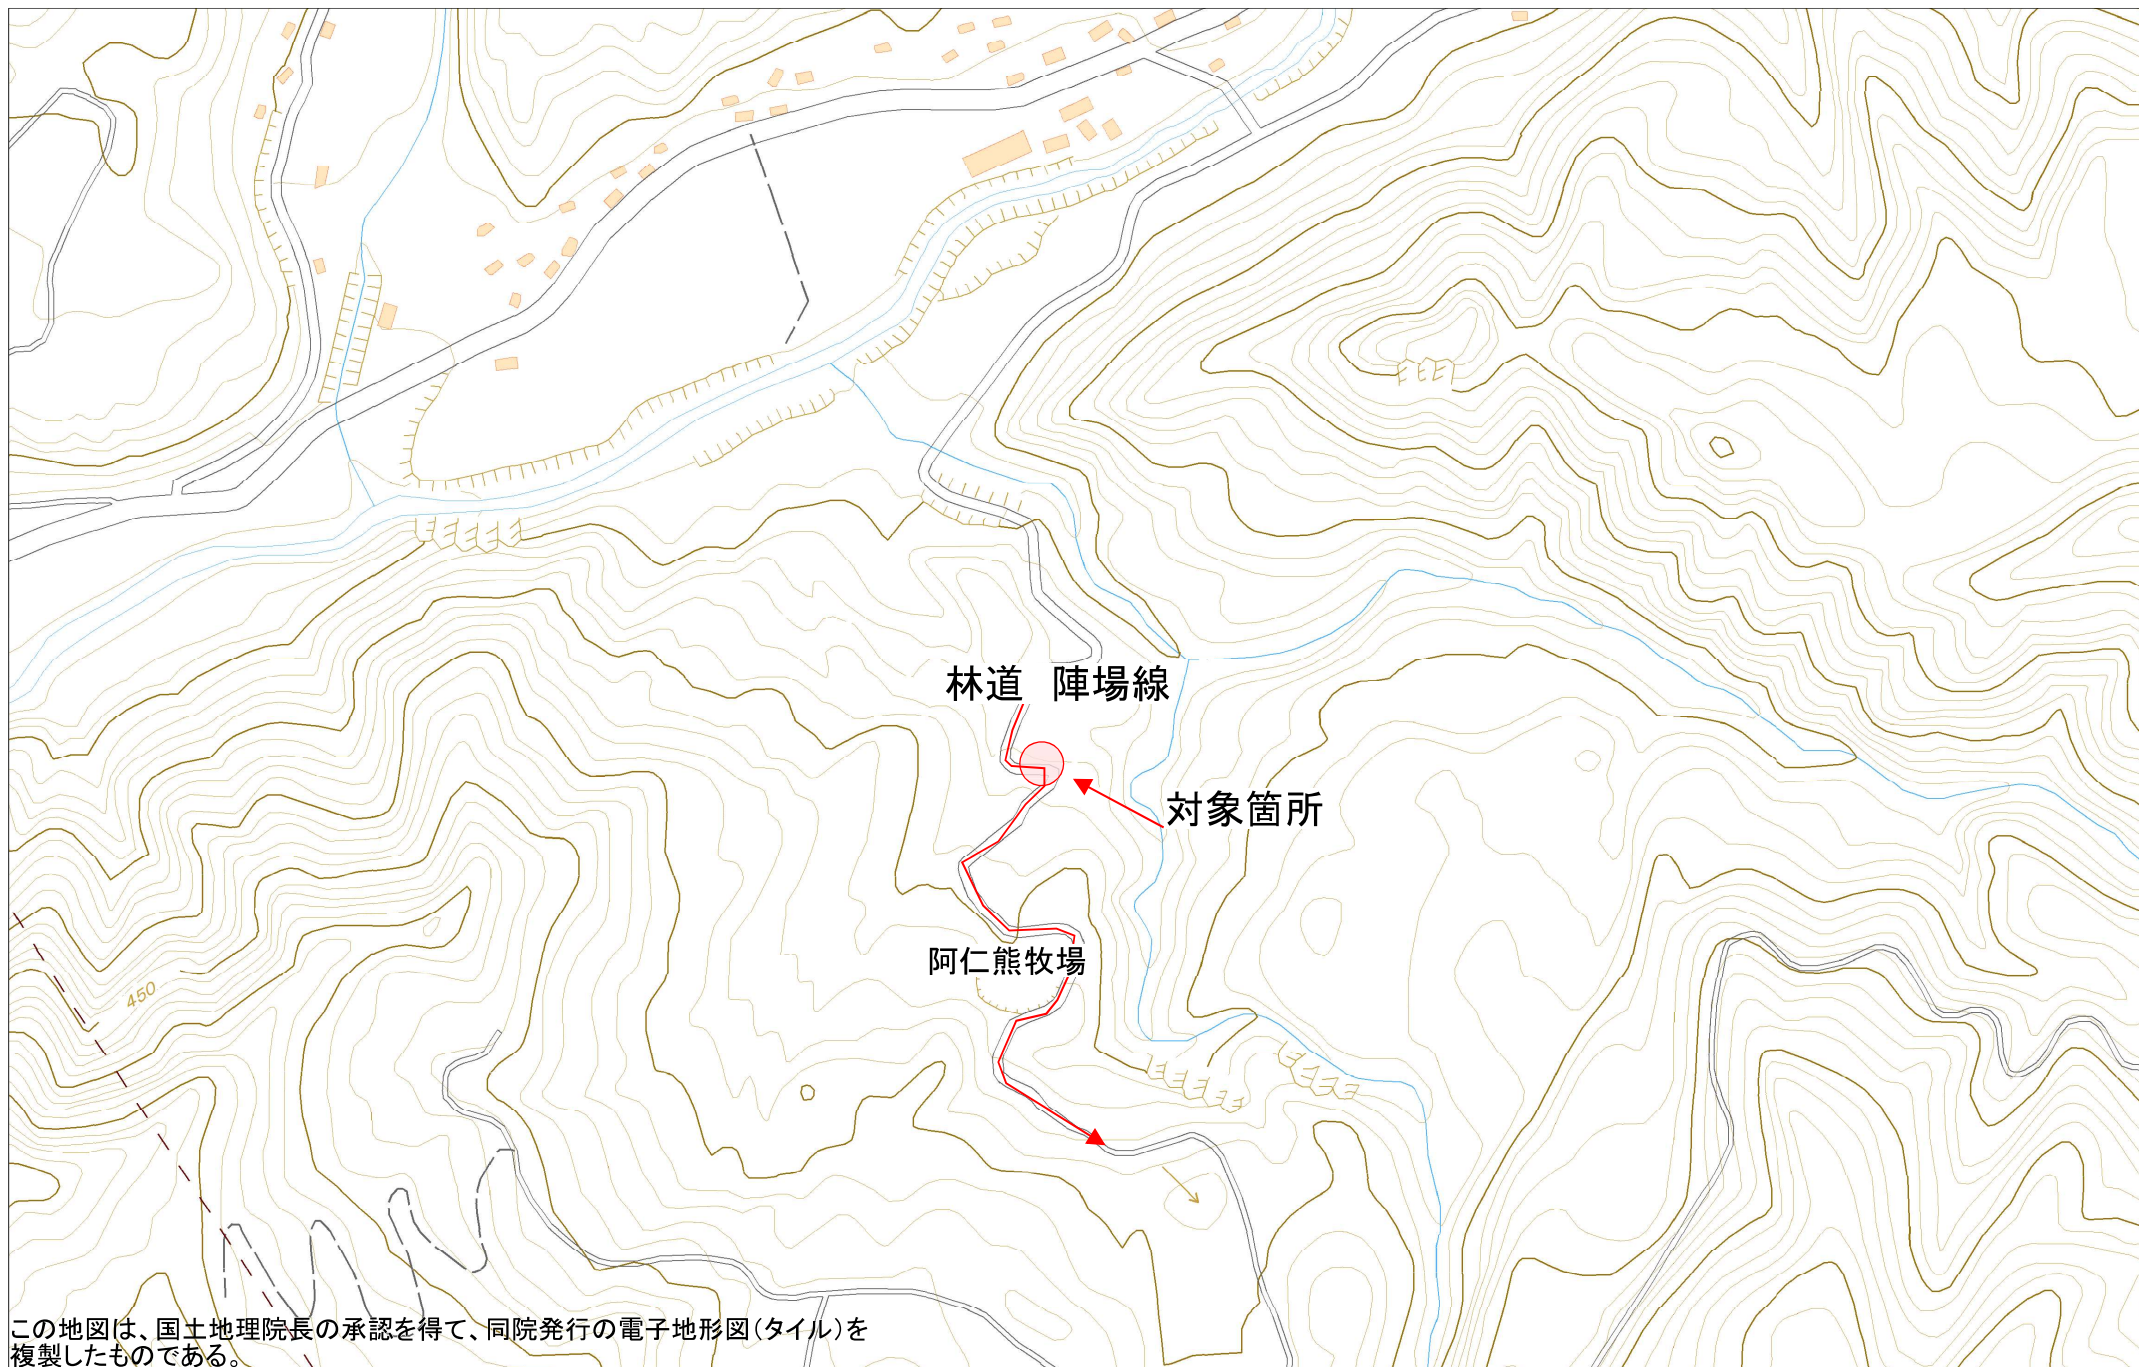 林道　陣場線
対象箇所
阿仁熊牧場
450
この地図は、国土地理院長の承認を得て、同院発行の電子地形図（タイル）を
複製したものである。